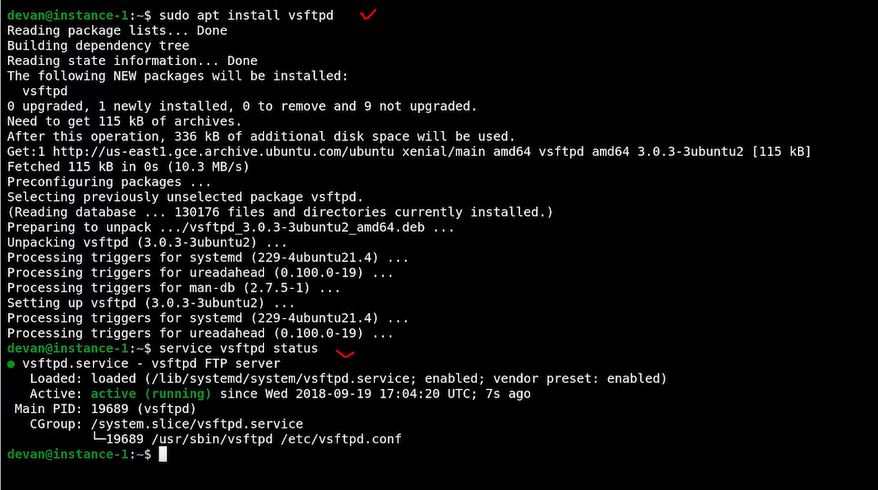 devan@instance-1:~$ sudo apt install vsftpd
Reading package lists... Done
Building dependency tree
Reading state information... Done
The following NEW packages will be installed:
  vsftpd
0 upgraded, 1 newly installed, 0 to remove and 9 not upgraded.
Need to get 115 kB of archives.
After this operation, 336 kB of additional disk space will be used.
Get:1 http://us-east1.gce.archive.ubuntu.com/ubuntu xenial/main amd64 vsftpd amd64 3.0.3-3ubuntu2 [115 kB]
Fetched 115 kB in 0s (10.3 MB/s)
Preconfiguring packages ...
Selecting previously unselected package vsftpd.
(Reading database ... 130176 files and directories currently installed.)
Preparing to unpack .../vsftpd_3.0.3-3ubuntu2_amd64.deb ...
Unpacking vsftpd (3.0.3-3ubuntu2) ...
Processing triggers for systemd (229-4ubuntu21.4) ...
Processing triggers for ureadahead (0.100.0-19) ...
Processing triggers for man-db (2.7.5-1) ...
Setting up vsftpd (3.0.3-3ubuntu2) ...
Processing triggers for systemd (229-4ubuntu21.4) ...
Processing triggers for ureadahead (0.100.0-19) ...
devan@instance-1:~$ service vsftpd status
● vsftpd.service - vsftpd FTP server
   Loaded: loaded (/lib/systemd/system/vsftpd.service; enabled; vendor preset: enabled)
   Active: active (running) since Wed 2018-09-19 17:04:20 UTC; 7s ago
 Main PID: 19689 (vsftpd)
   CGroup: /system.slice/vsftpd.service
           └─19689 /usr/sbin/vsftpd /etc/vsftpd.conf
devan@instance-1:~$